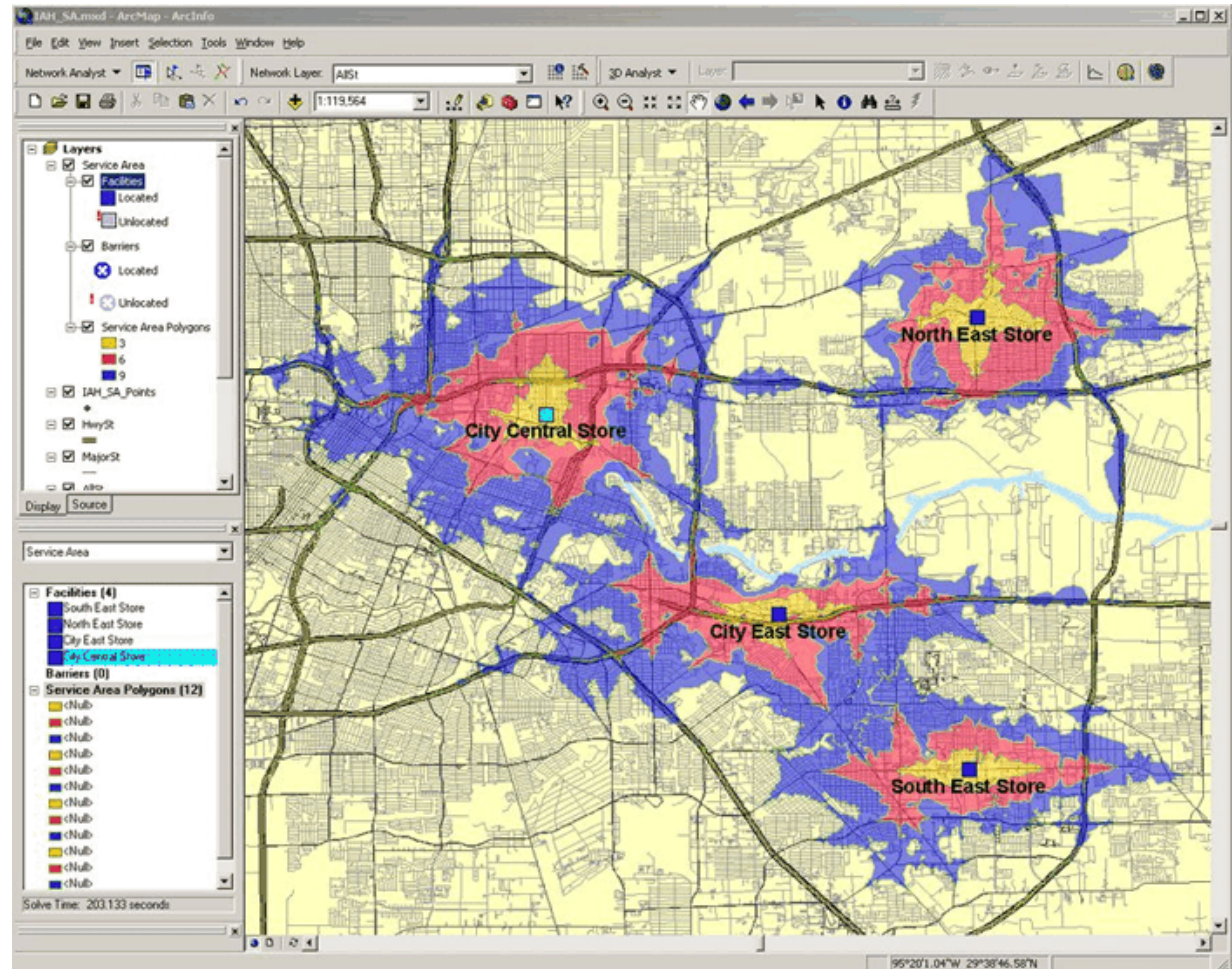 IAH_SA.mxd - ArcMap - ArcInfo
File Edit View Insert Selection Tools Window Help
Network Analyst Network Layer: AllSt 3D Analyst Layer:
1:119,564
Layers
Service Area
Facilities
Located
Unlocated
Barriers
Located
Unlocated
Service Area Polygons
3
6
9
IAH_SA_Points
HwySt
MajorSt
Display Source
Service Area
Facilities (4)
South East Store
North East Store
City East Store
City Central Store
Barriers (0)
Service Area Polygons (12)
<Null>
<Null>
<Null>
<Null>
<Null>
<Null>
<Null>
<Null>
<Null>
<Null>
<Null>
<Null>
Solve Time: 203.133 seconds
North East Store
City Central Store
City East Store
South East Store
95°20'1.04"W 29°38'46.58"N